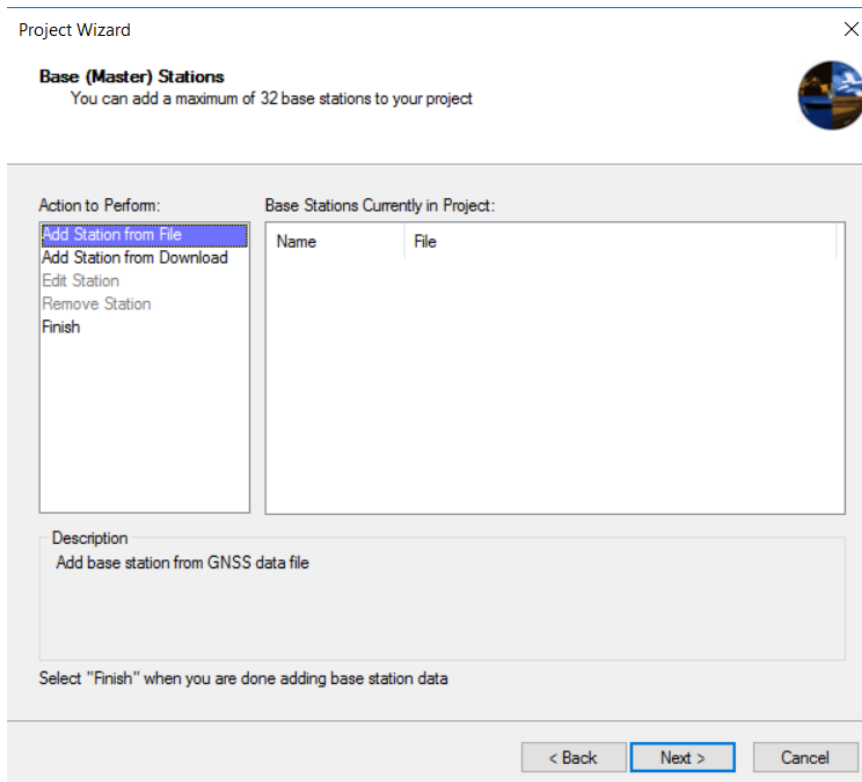 Project Wizard
Base (Master) Stations
You can add a maximum of 32 base stations to your project
Action to Perform:
Base Stations Currently in Project:
Add Station from File
Add Station from Download
Edit Station
Remove Station
Finish
Name File
Description
Add base station from GNSS data file
Select "Finish" when you are done adding base station data
< Back Next > Cancel